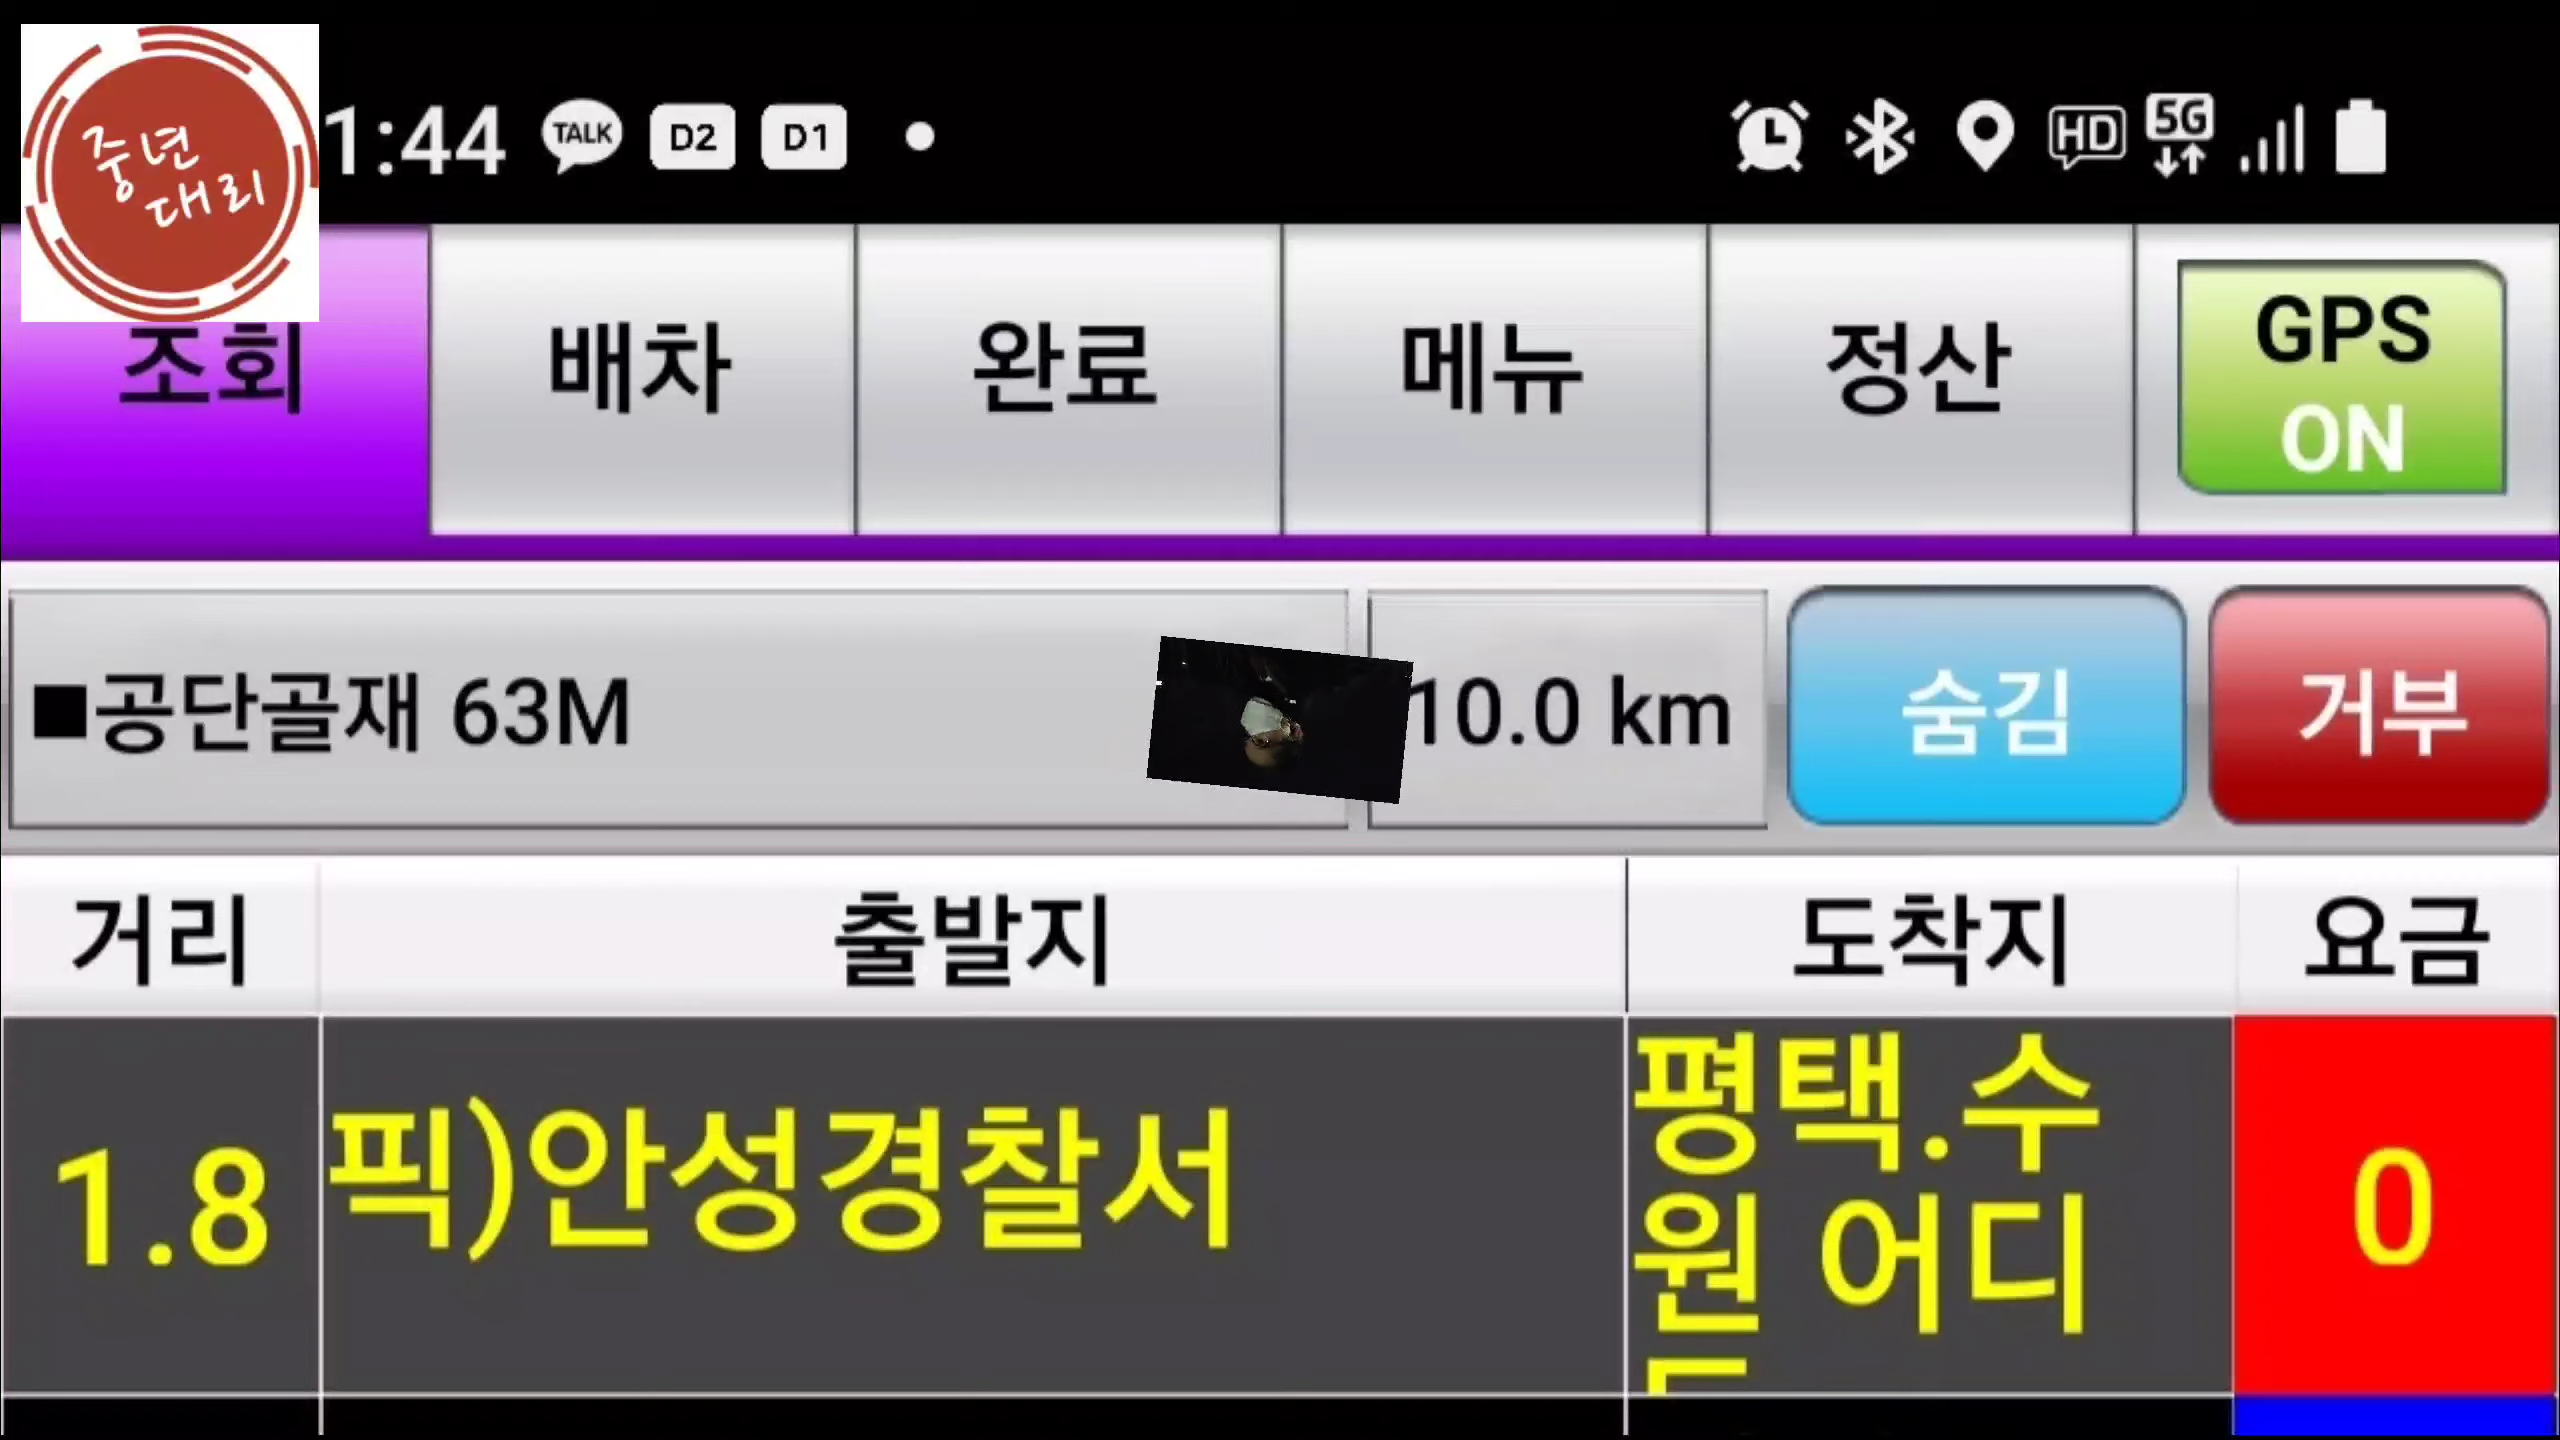 중년
대리
1:44 TALK D2 D1 HD 5G
조회 배차 완료 메뉴 정산 GPS
ON
■공단골재 63M 10.0 km 숨김 거부
거리 출발지 도착지 요금
1.8 픽)안성경찰서 평택.수
원 어디 0